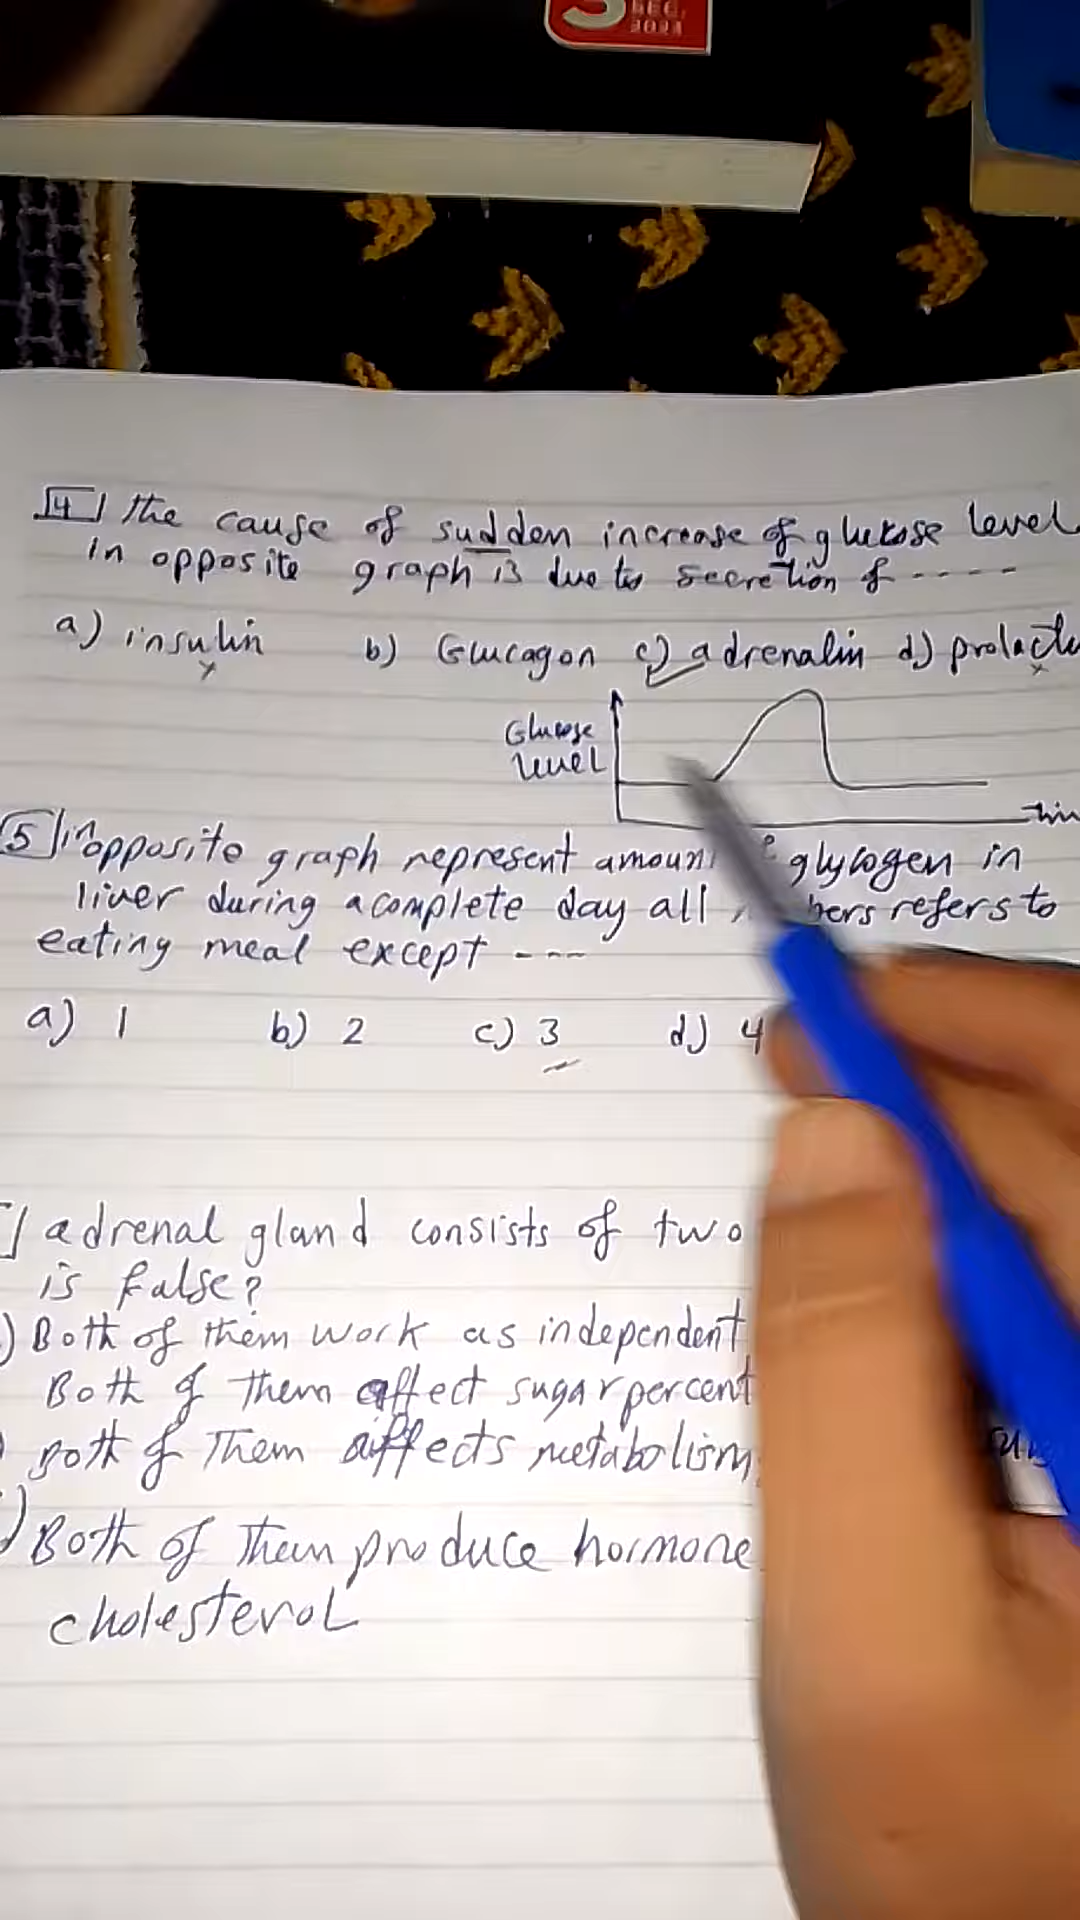 SEC.
2024
4 The cause of sudden increase of glucose level
in opposite graph is due to secretion of -----
a) insulin b) Glucagon c) adrenalin d)
Glucose
level
5 in opposite graph represent amount glycogen in
liver during a complete day all refers to
eating meal except ---
a) 1 b) 2 c) 3 d) 4
adrenal gland consists of two
is false?
Both of them work as independent
Both of them affect sugar percent
Both of them affects metabolism
Both of them produce hormone
cholesterol